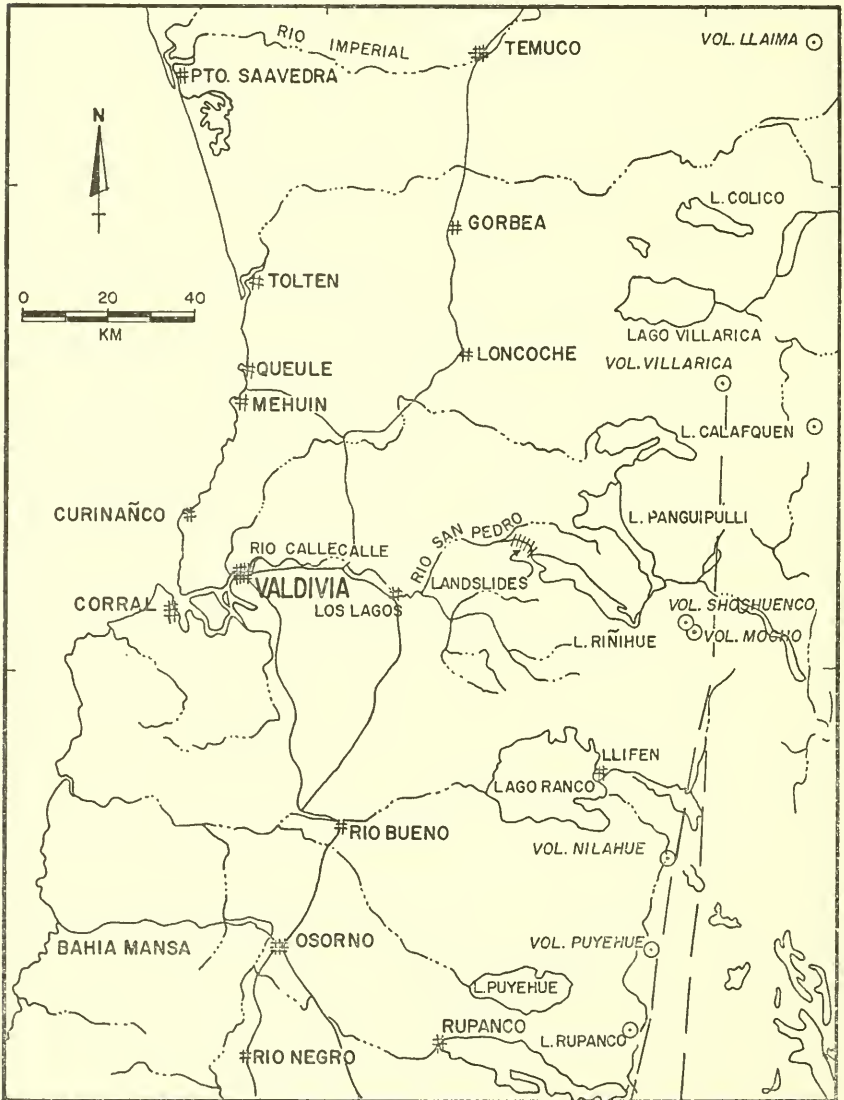 RIO IMPERIAL
TEMUCO
VOL. LLAIMA
PTO. SAAVEDRA
N
L. COLICO
GORBEA
TOLTEN
0 20 40
KM
LAGO VILLARICA
LONCOCHE
VOL. VILLARICA
QUEULE
MEHUIN
L. CALAFQUEN
CURINAÑCO
L. PANGUIPULLI
RIO SAN PEDRO
RIO CALLECALLE
VALDIVIA
LANDSLIDES
CORRAL
LOS LAGOS
VOL. SHOSHUENCO
VOL. MOCHO
L. RIÑIHUE
LLIFEN
LAGO RANCO
RIO BUENO
VOL. NILAHUE
BAHIA MANSA
OSORNO
VOL. PUYEHUE
L. PUYEHUE
RUPANCO
L. RUPANCO
RIO NEGRO